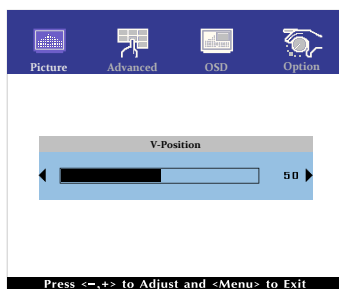 Picture Advanced OSD Option
V-Position
50
Press <-,+> to Adjust and <Menu> to Exit